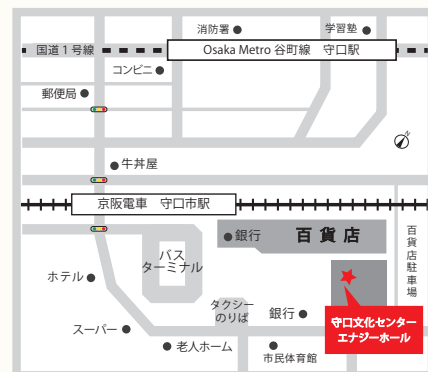 消防署
学習塾
国道1号線
Osaka Metro 谷町線 守口駅
コンビニ
郵便局
N
牛丼屋
京阪電車 守口市駅
銀行
百貨店
百貨店駐車場
バス
ターミナル
ホテル
タクシー
のりば
銀行
守口文化センター
エナジーホール
スーパー
老人ホーム
市民体育館